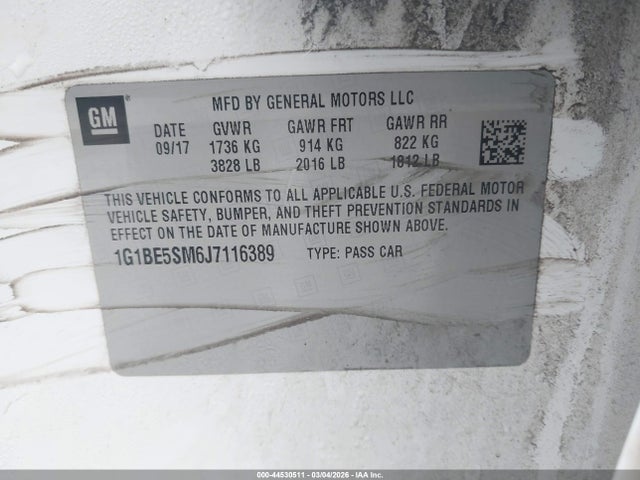 GM
MFD BY GENERAL MOTORS LLC
DATE GVWR GAWR FRT GAWR RR
09/17 1736 KG 914 KG 822 KG
3828 LB 2016 LB 1812 LB
THIS VEHICLE CONFORMS TO ALL APPLICABLE U.S. FEDERAL MOTOR
VEHICLE SAFETY, BUMPER, AND THEFT PREVENTION STANDARDS IN
EFFECT ON THE DATE OF MANUFACTURE SHOWN ABOVE.
1G1BE5SM6J7116389 TYPE: PASS CAR
000-44530511 - 03/04/2026 - IAA Inc.